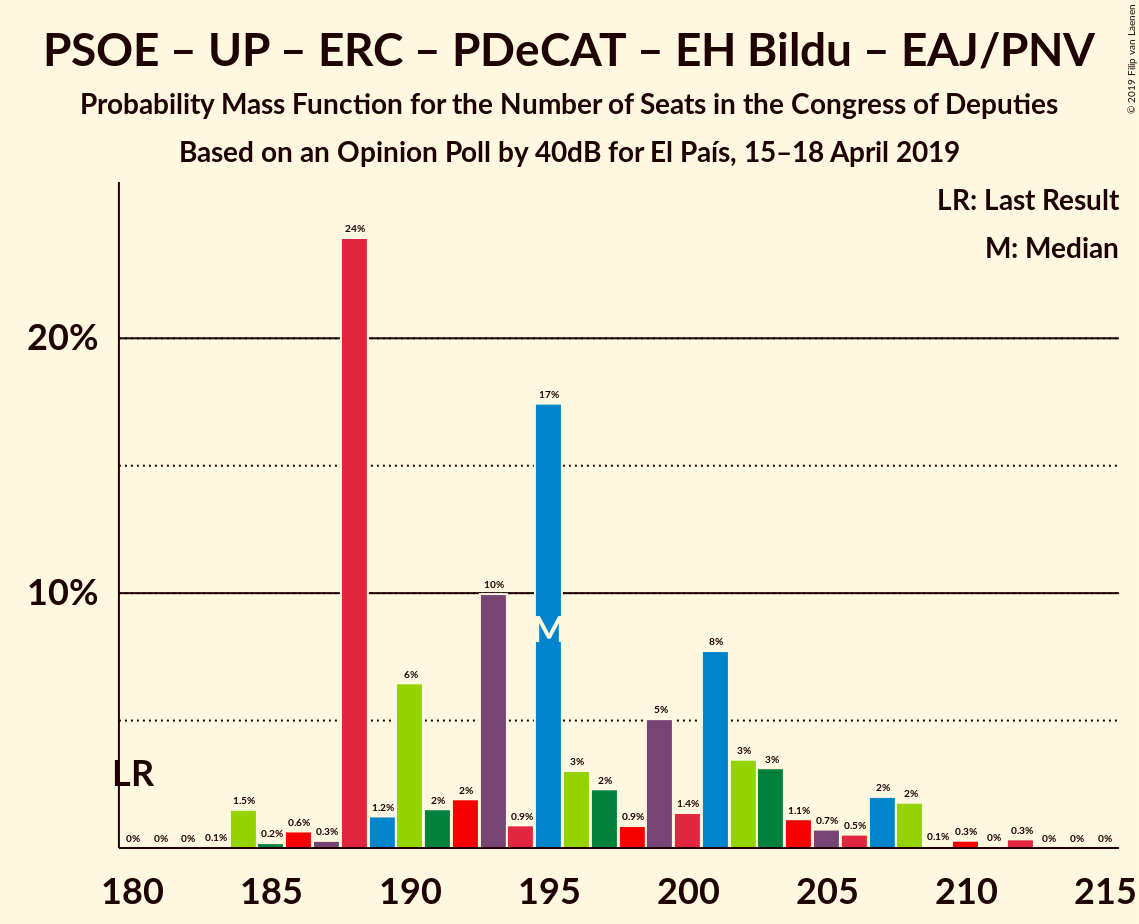 PSOE – UP – ERC – PDeCAT – EH Bildu – EAJ/PNV
Probability Mass Function for the Number of Seats in the Congress of Deputies
Based on an Opinion Poll by 40dB for El País, 15–18 April 2019
© 2019 Filip van Laenen
LR: Last Result
M: Median
20%
10%
LR
M
0% 0% 0% 0.1% 1.5% 0.2% 0.6% 0.3% 24% 1.2% 6% 2% 2% 10% 0.9% 17% 3% 2% 0.9% 5% 1.4% 8% 3% 3% 1.1% 0.7% 0.5% 2% 2% 0.1% 0.3% 0% 0.3% 0% 0% 0%
180 185 190 195 200 205 210 215